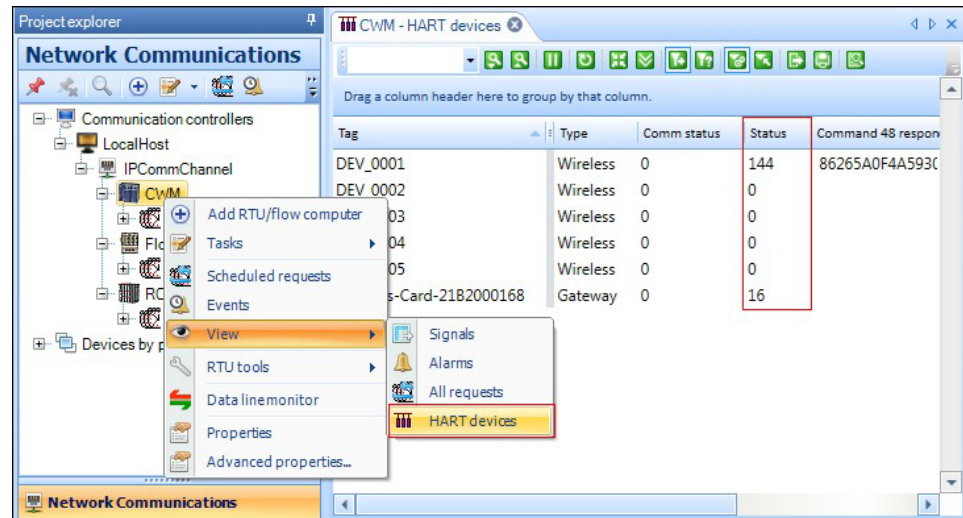 Project explorer
Network Communications
Communication controllers
LocalHost
IPCommChannel
CWM
Flo
RO
Devices by p
Add RTU/flow computer
Tasks
Scheduled requests
Events
View
RTU tools
Data line monitor
Properties
Advanced properties...
Signals
Alarms
All requests
HART devices
Network Communications
CWM - HART devices
Drag a column header here to group by that column.
Tag Type Comm status Status Command 48 respon
DEV_0001 Wireless 0 144 86265A0F4A593(
DEV_0002 Wireless 0 0
03 Wireless 0 0
04 Wireless 0 0
05 Wireless 0 0
s-Card-21B2000168 Gateway 0 16